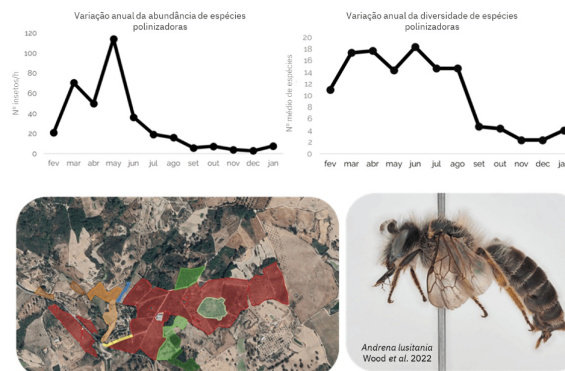 Variação anual da abundância de espécies
polinizadoras
Nº insetos/h
120
100
80
60
40
20
0
fev mar abr may jun jul ago set out nov dec jan
Variação anual da diversidade de espécies
polinizadoras
Nº médio de espécies
20
18
16
14
12
10
8
6
4
2
0
fev mar abr may jun jul ago set out nov dec jan
Andrena lusitania
Wood et al. 2022